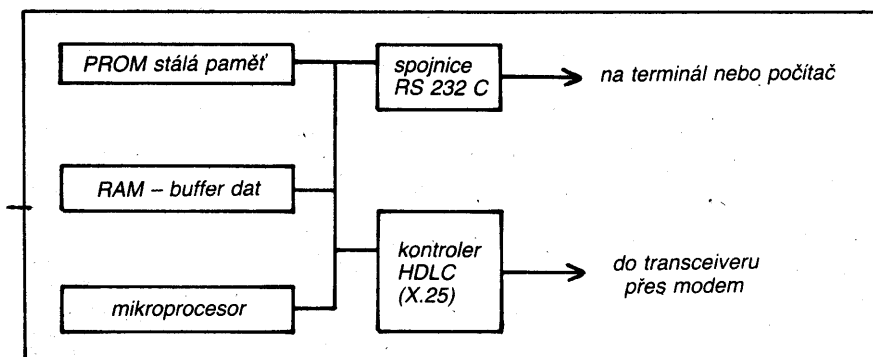 PROM stálá paměť
spojnice
RS 232 C
na terminál nebo počítač
RAM – buffer dat
kontroler
HDLC
(X.25)
do transceiveru
přes modem
mikroprocesor